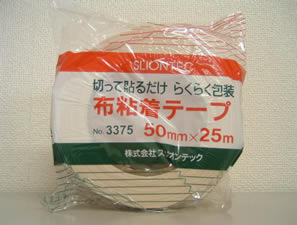 SLIONTEC
切って貼るだけ らくらく包装
布粘着テープ
No. 3375 50mm×25m
株式会社スリオンテック